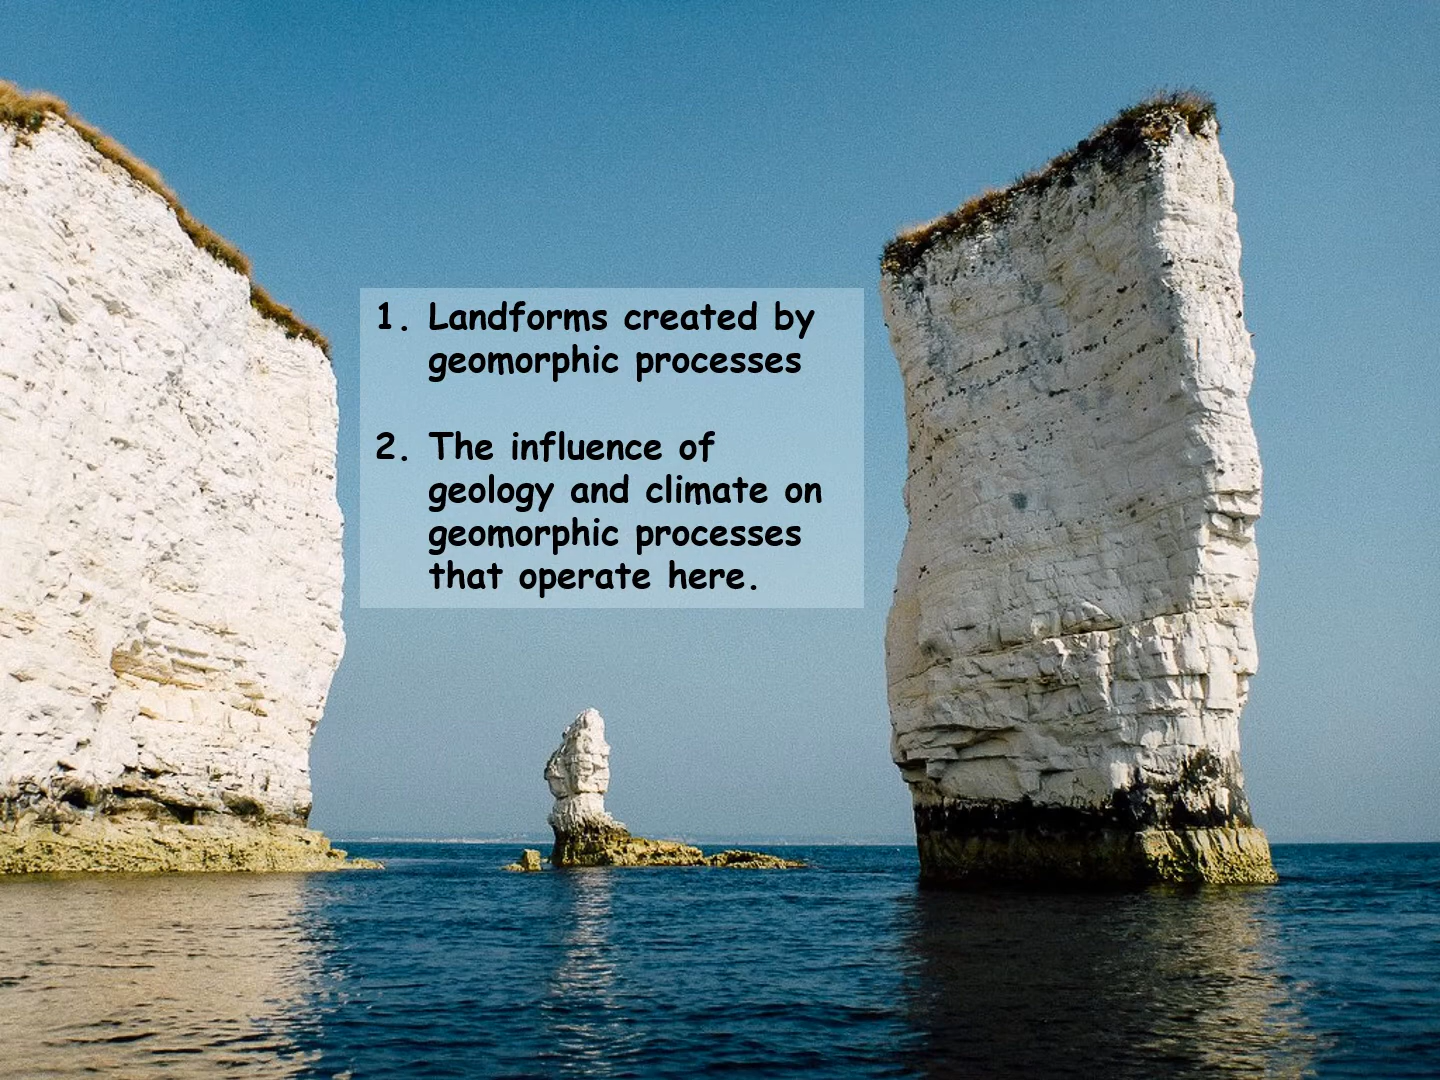 1. Landforms created by
geomorphic processes
2. The influence of
geology and climate on
geomorphic processes
that operate here.